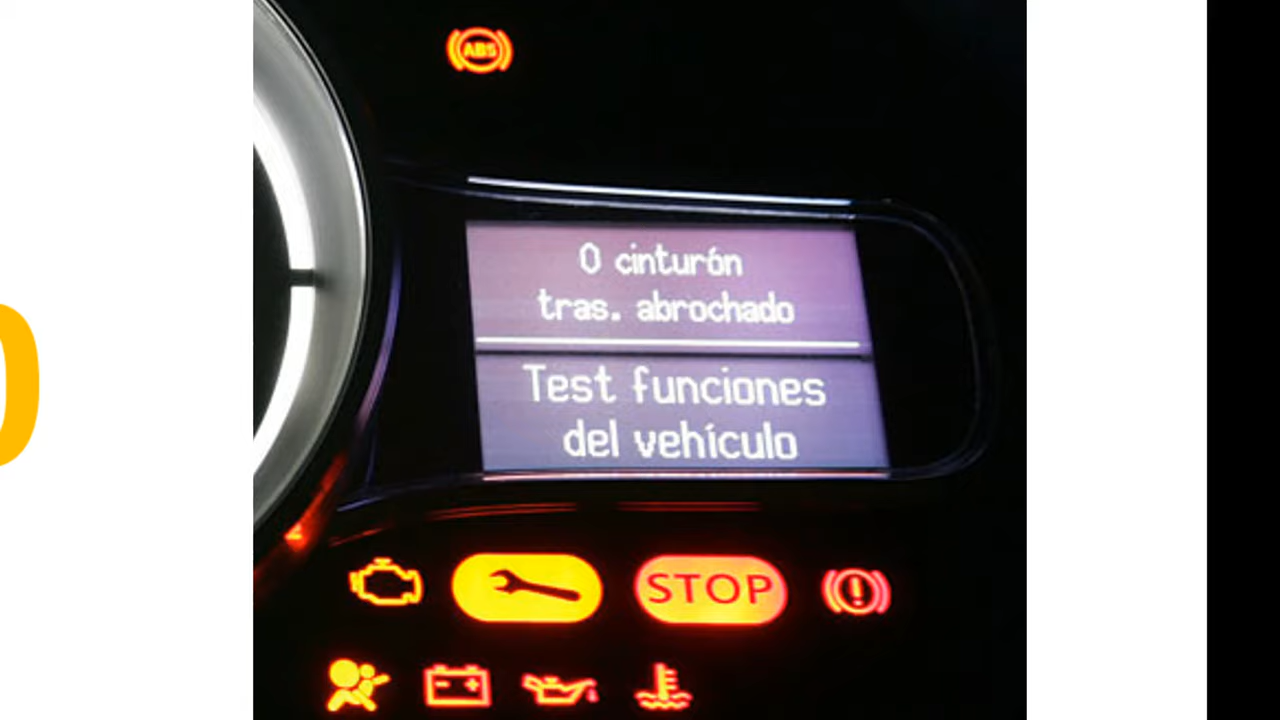 ABS
0 cinturón
tras. abrochado
Test funciones
del vehículo
STOP